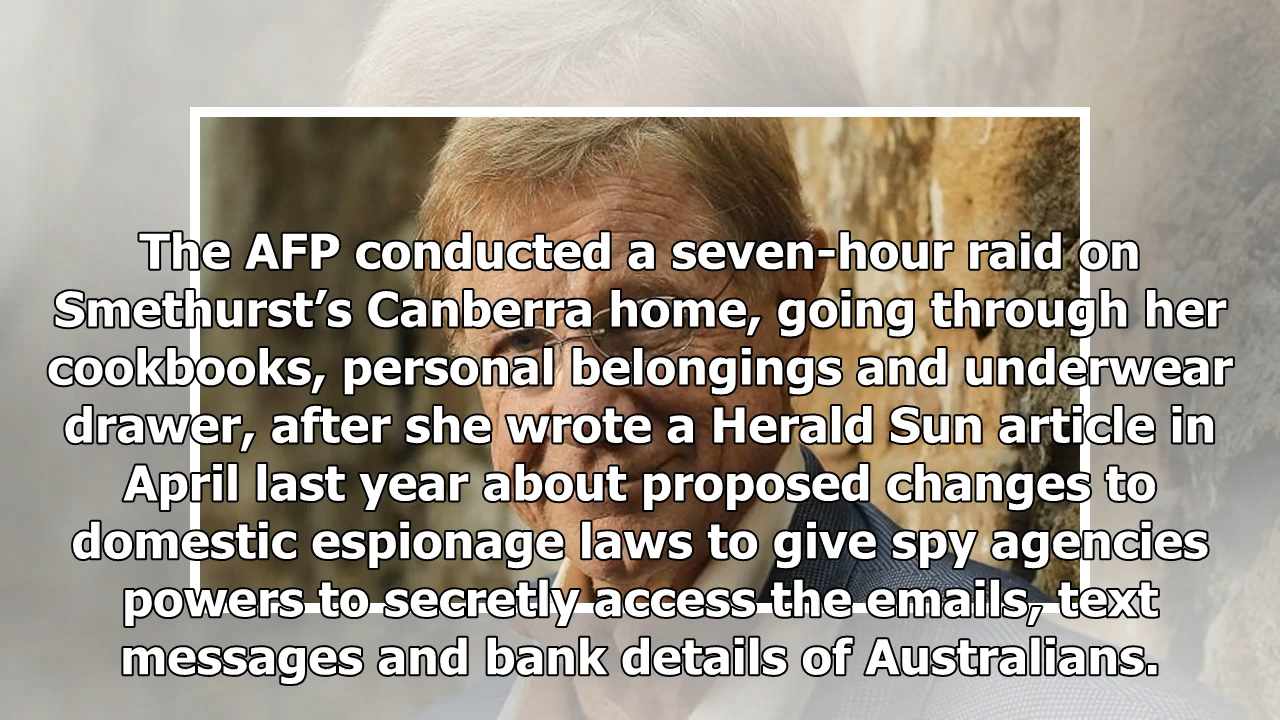 The AFP conducted a seven-hour raid on
Smethurst’s Canberra home, going through her
cookbooks, personal belongings and underwear
drawer, after she wrote a Herald Sun article in
April last year about proposed changes to
domestic espionage laws to give spy agencies
powers to secretly access the emails, text
messages and bank details of Australians.